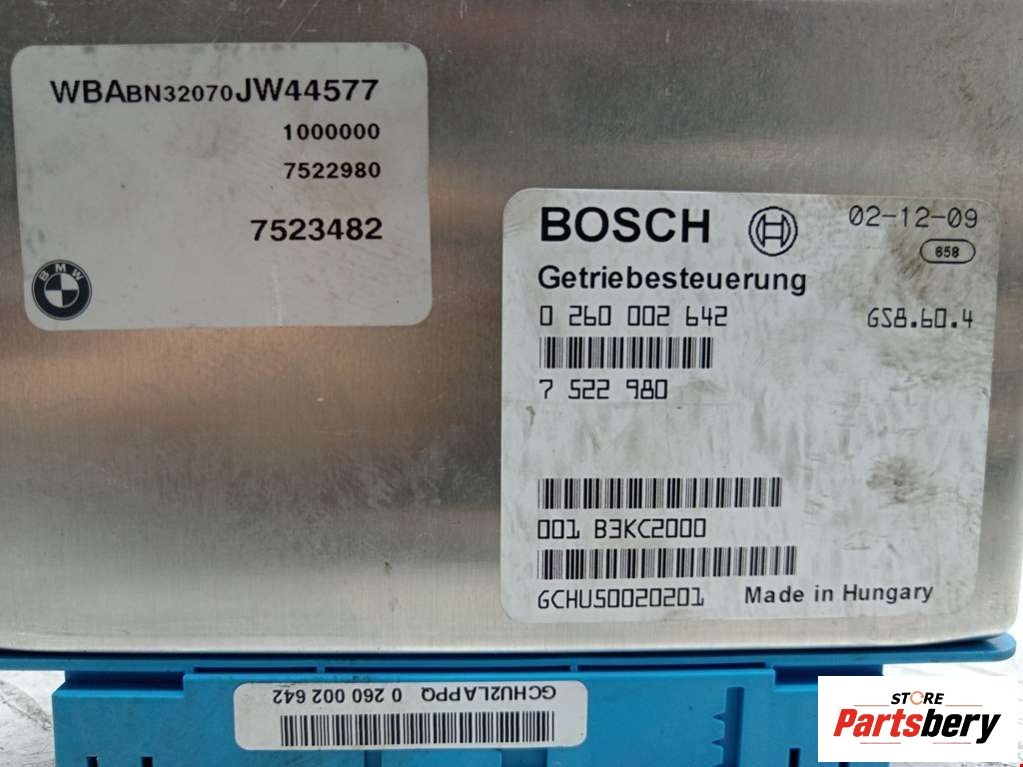 WBABN32070JW44577
1000000
7522980
7523482
BMW
BOSCH
02-12-09
658
Getriebesteuerung
0 260 002 642
GS8.60.4
7 522 980
001 B3KC2000
GCHUS0020201
Made in Hungary
GCHU2LAPPQ 0 260 002 642
STORE
Partsbery